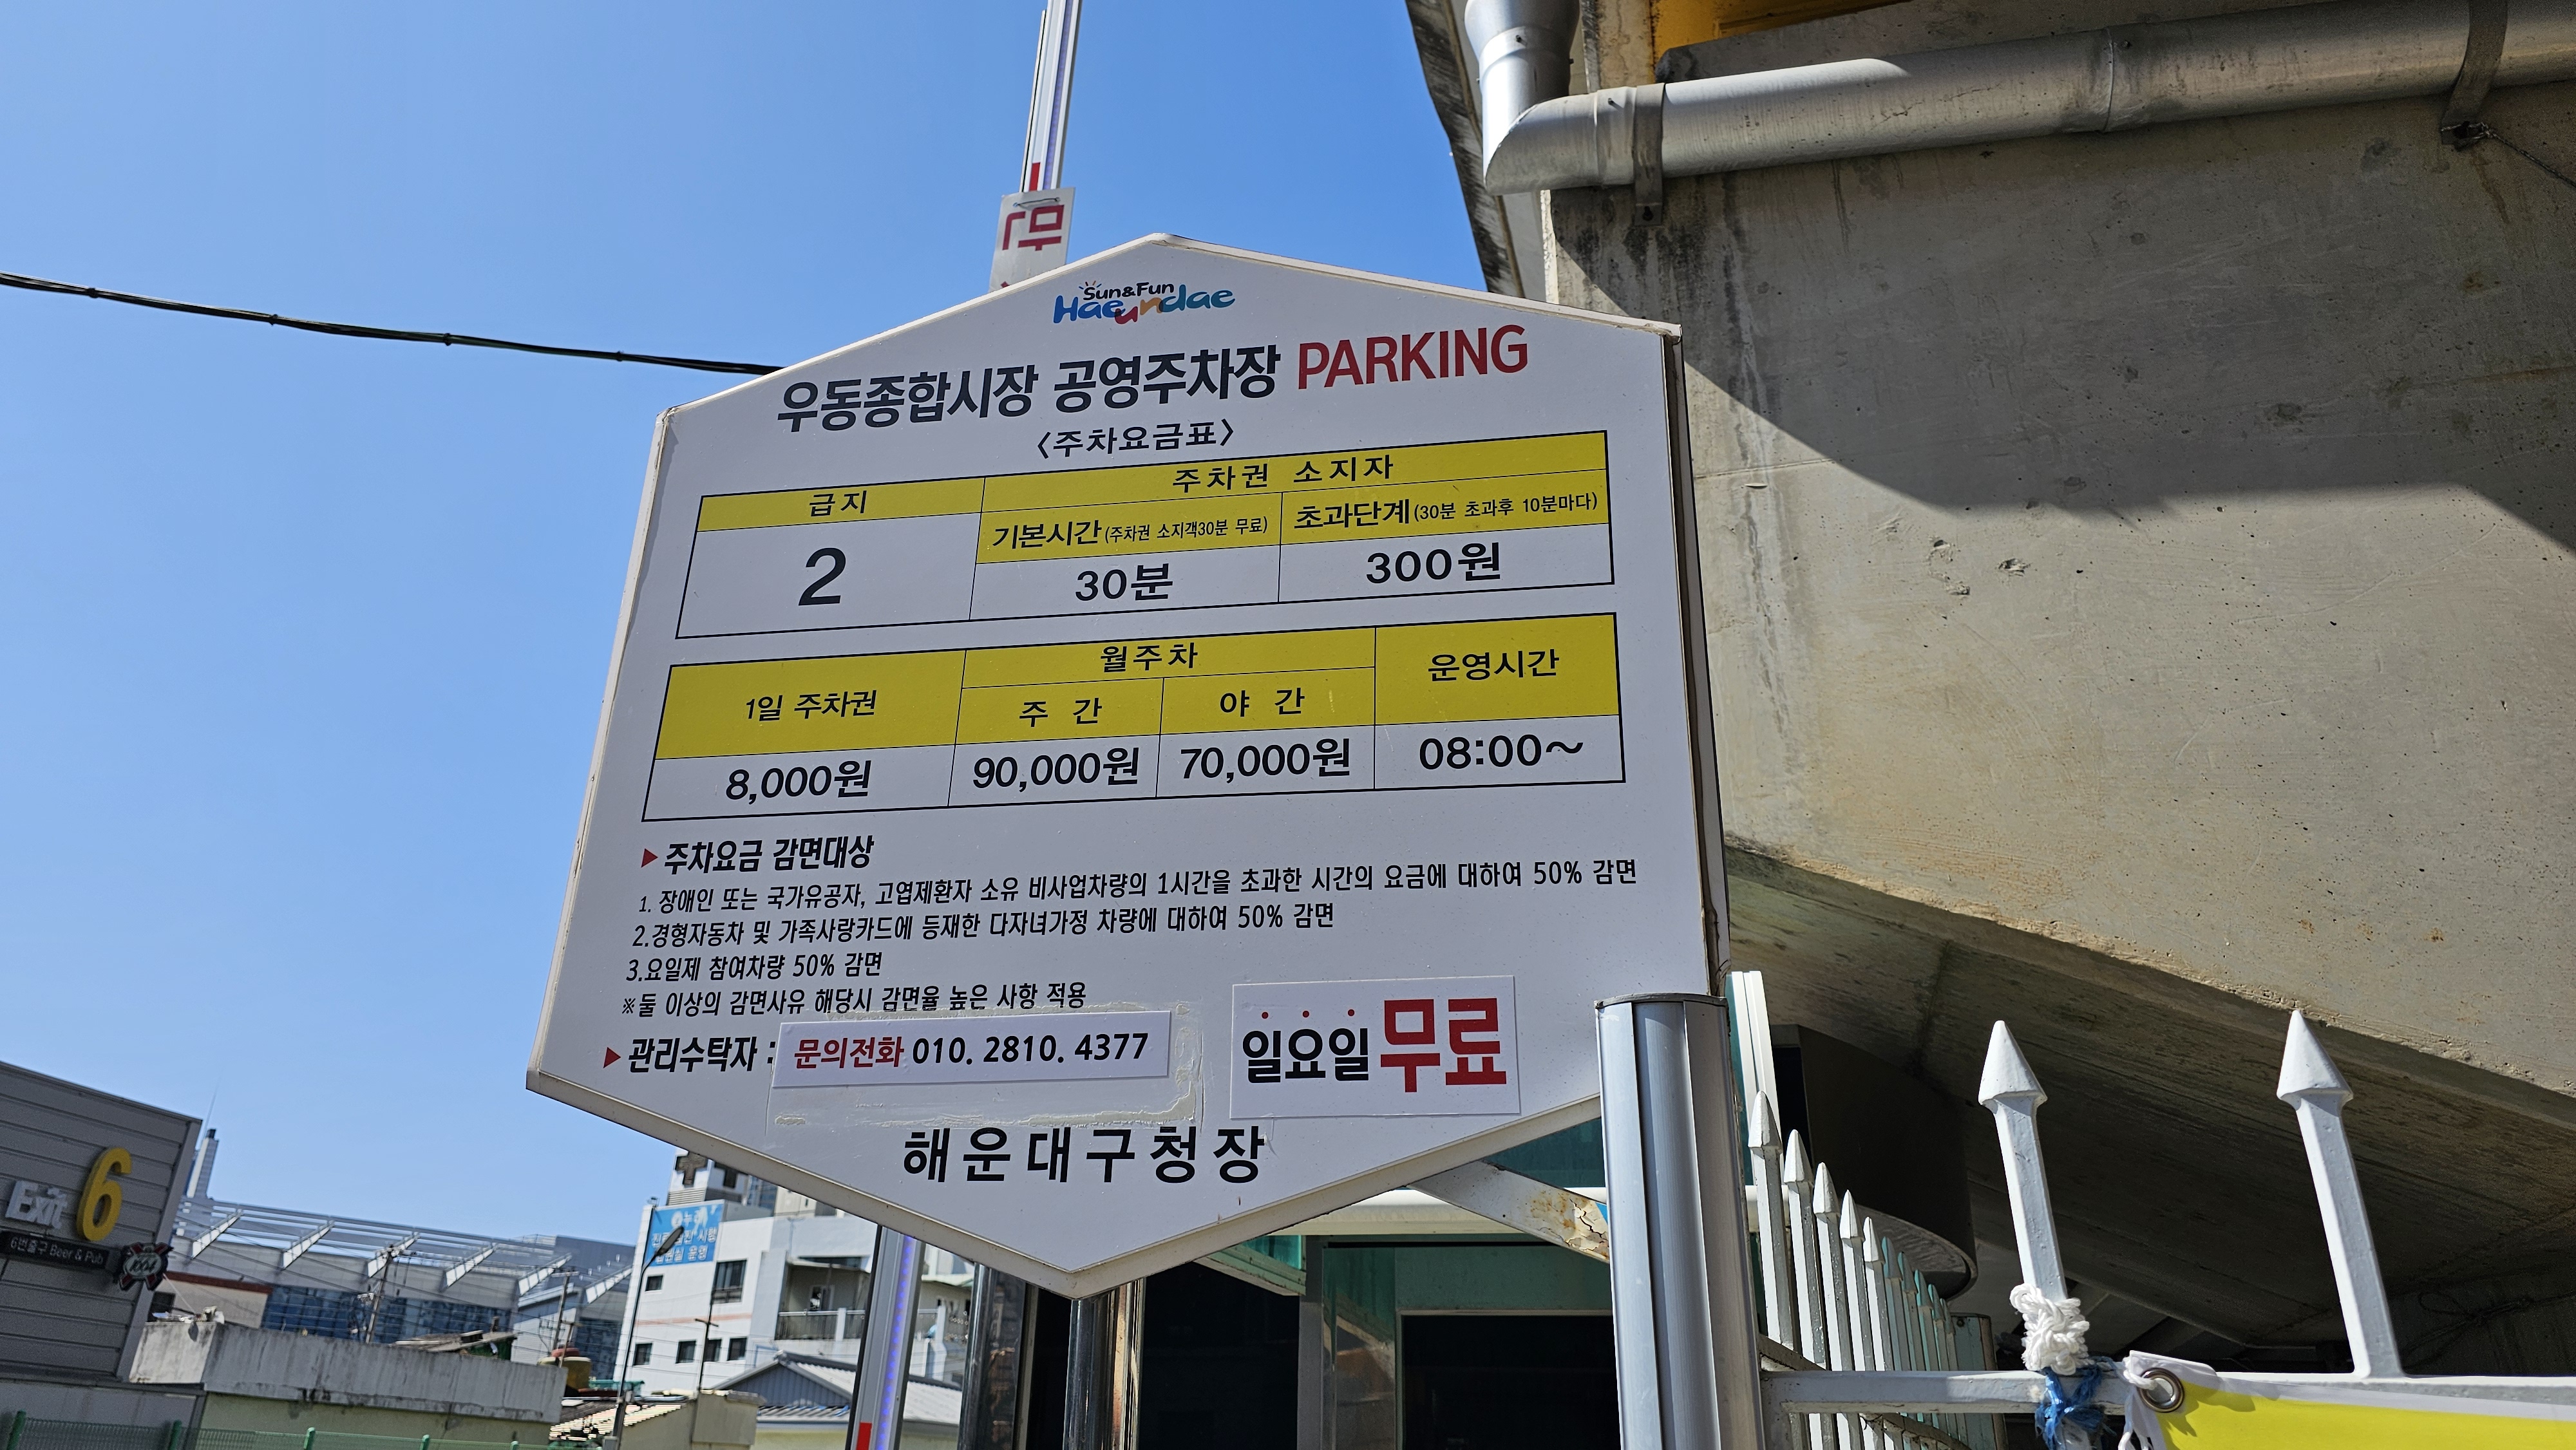 만
Sun&Fun
Haeundae
우동종합시장 공영주차장 PARKING
<주차요금표>
급지
주차권 소지자
기본시간 (주차권 소지객30분 무료)
초과단계 (30분 초과후 10분마다)
2
30분
300원
1일 주차권
월주차
주 간
야 간
운영시간
8,000원
90,000원
70,000원
08:00~
▶ 주차요금 감면대상
1. 장애인 또는 국가유공자, 고엽제환자 소유 비사업차량의 1시간을 초과한 시간의 요금에 대하여 50% 감면
2.경형자동차 및 가족사랑카드에 등재한 다자녀가정 차량에 대하여 50% 감면
3.요일제 참여차량 50% 감면
※둘 이상의 감면사유 해당시 감면율 높은 사항 적용
▶ 관리수탁자 : 문의전화 010. 2810. 4377
일요일 무료
해운대구청장
Exit 6
6번출구 Beer & Pub